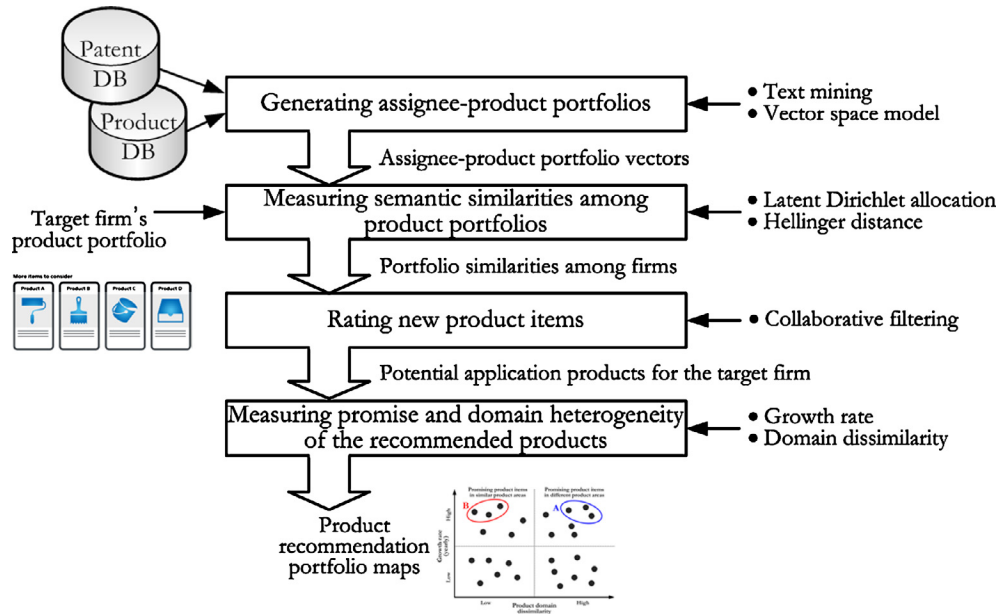 Patent
DB
Product
DB
Generating assignee-product portfolios
• Text mining
• Vector space model
Assignee-product portfolio vectors
Target firm's
product portfolio
Measuring semantic similarities among
product portfolios
• Latent Dirichlet allocation
• Hellinger distance
Portfolio similarities among firms
More items to consider
Product A
Product B
Product C
Product D
Rating new product items
• Collaborative filtering
Potential application products for the target firm
Measuring promise and domain heterogeneity
of the recommended products
• Growth rate
• Domain dissimilarity
Product
recommendation
portfolio maps
Promising product items
in similar product areas
Promising product items
in different product areas
B
A
High
Growth rate
(yearly)
Low
Low
High
Product domain
dissimilarity